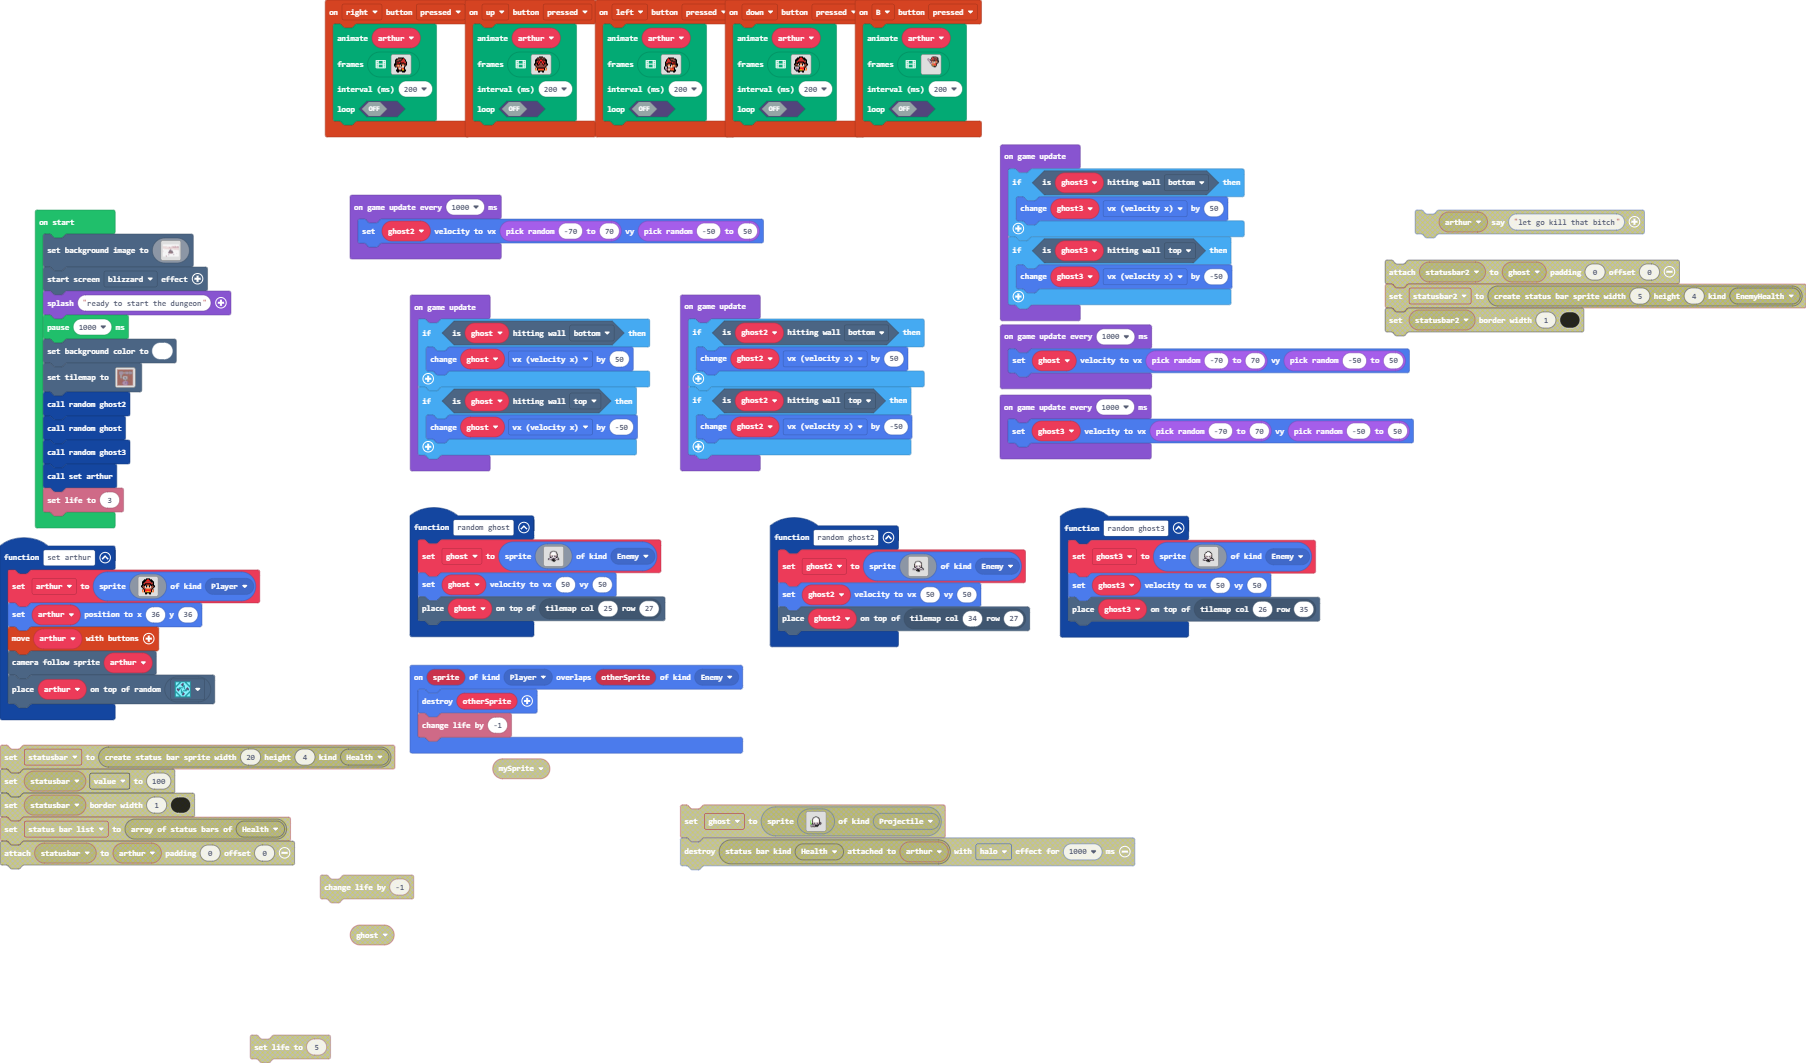 on right button pressed
animate arthur
frames
interval (ms) 200
loop OFF
on up button pressed
animate arthur
frames
interval (ms) 200
loop OFF
on left button pressed
animate arthur
frames
interval (ms) 200
loop OFF
on down button pressed
animate arthur
frames
interval (ms) 200
loop OFF
on B button pressed
animate arthur
frames
interval (ms) 200
loop OFF
on start
set background image to
start screen blizzard effect
splash "ready to start the dungeon"
pause 1000 ms
set background color to
set tilemap to
call random ghost2
call random ghost
call random ghost3
call set arthur
set life to 3
on game update every 1000 ms
set ghost2 velocity to vx pick random -70 to 70 vy pick random -50 to 50
on game update
if is ghost hitting wall bottom then
change ghost vx (velocity x) by 50
if is ghost hitting wall top then
change ghost vx (velocity x) by -50
on game update
if is ghost2 hitting wall bottom then
change ghost2 vx (velocity x) by 50
if is ghost2 hitting wall top then
change ghost2 vx (velocity x) by -50
on game update
if is ghost3 hitting wall bottom then
change ghost3 vx (velocity x) by 50
if is ghost3 hitting wall top then
change ghost3 vx (velocity x) by -50
on game update every 1000 ms
set ghost velocity to vx pick random -70 to 70 vy pick random -50 to 50
on game update every 1000 ms
set ghost3 velocity to vx pick random -70 to 70 vy pick random -50 to 50
arthur say "let go kill that bitch"
attach statusbar2 to ghost padding 0 offset 0
set statusbar2 to create status bar sprite width 5 height 4 kind EnemyHealth
set statusbar2 border width 1
function set arthur
set arthur to sprite of kind Player
set arthur position to x 36 y 36
move arthur with buttons
camera follow sprite arthur
place arthur on top of random
function random ghost
set ghost to sprite of kind Enemy
set ghost velocity to vx 50 vy 50
place ghost on top of tilemap col 25 row 27
function random ghost2
set ghost2 to sprite of kind Enemy
set ghost2 velocity to vx 50 vy 50
place ghost2 on top of tilemap col 34 row 27
function random ghost3
set ghost3 to sprite of kind Enemy
set ghost3 velocity to vx 50 vy 50
place ghost3 on top of tilemap col 26 row 35
on sprite of kind Player overlaps otherSprite of kind Enemy
destroy otherSprite
change life by -1
set statusbar to create status bar sprite width 20 height 4 kind Health
set statusbar value to 100
set statusbar border width 1
set status bar list to array of status bars of Health
attach statusbar to arthur padding 0 offset 0
mySprite
set ghost to sprite of kind Projectile
destroy status bar kind Health attached to arthur with halo effect for 1000 ms
change life by -1
ghost
set life to 5